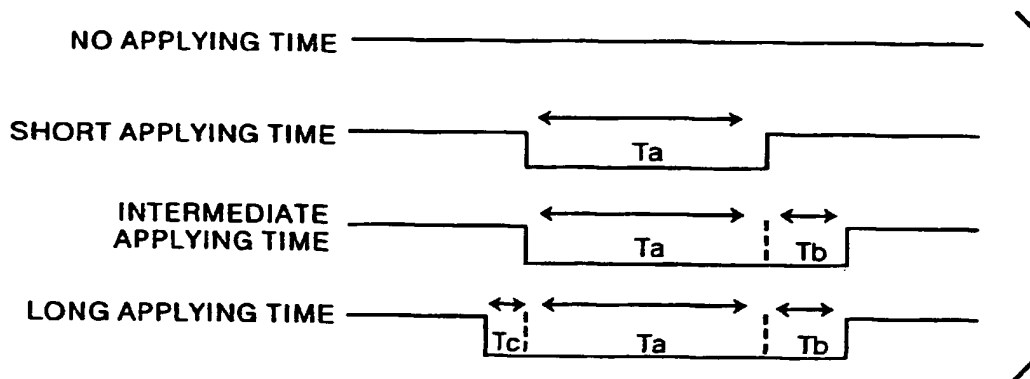 NO APPLYING TIME
SHORT APPLYING TIME
Ta
INTERMEDIATE
APPLYING TIME
Ta
Tb
LONG APPLYING TIME
Tc
Ta
Tb